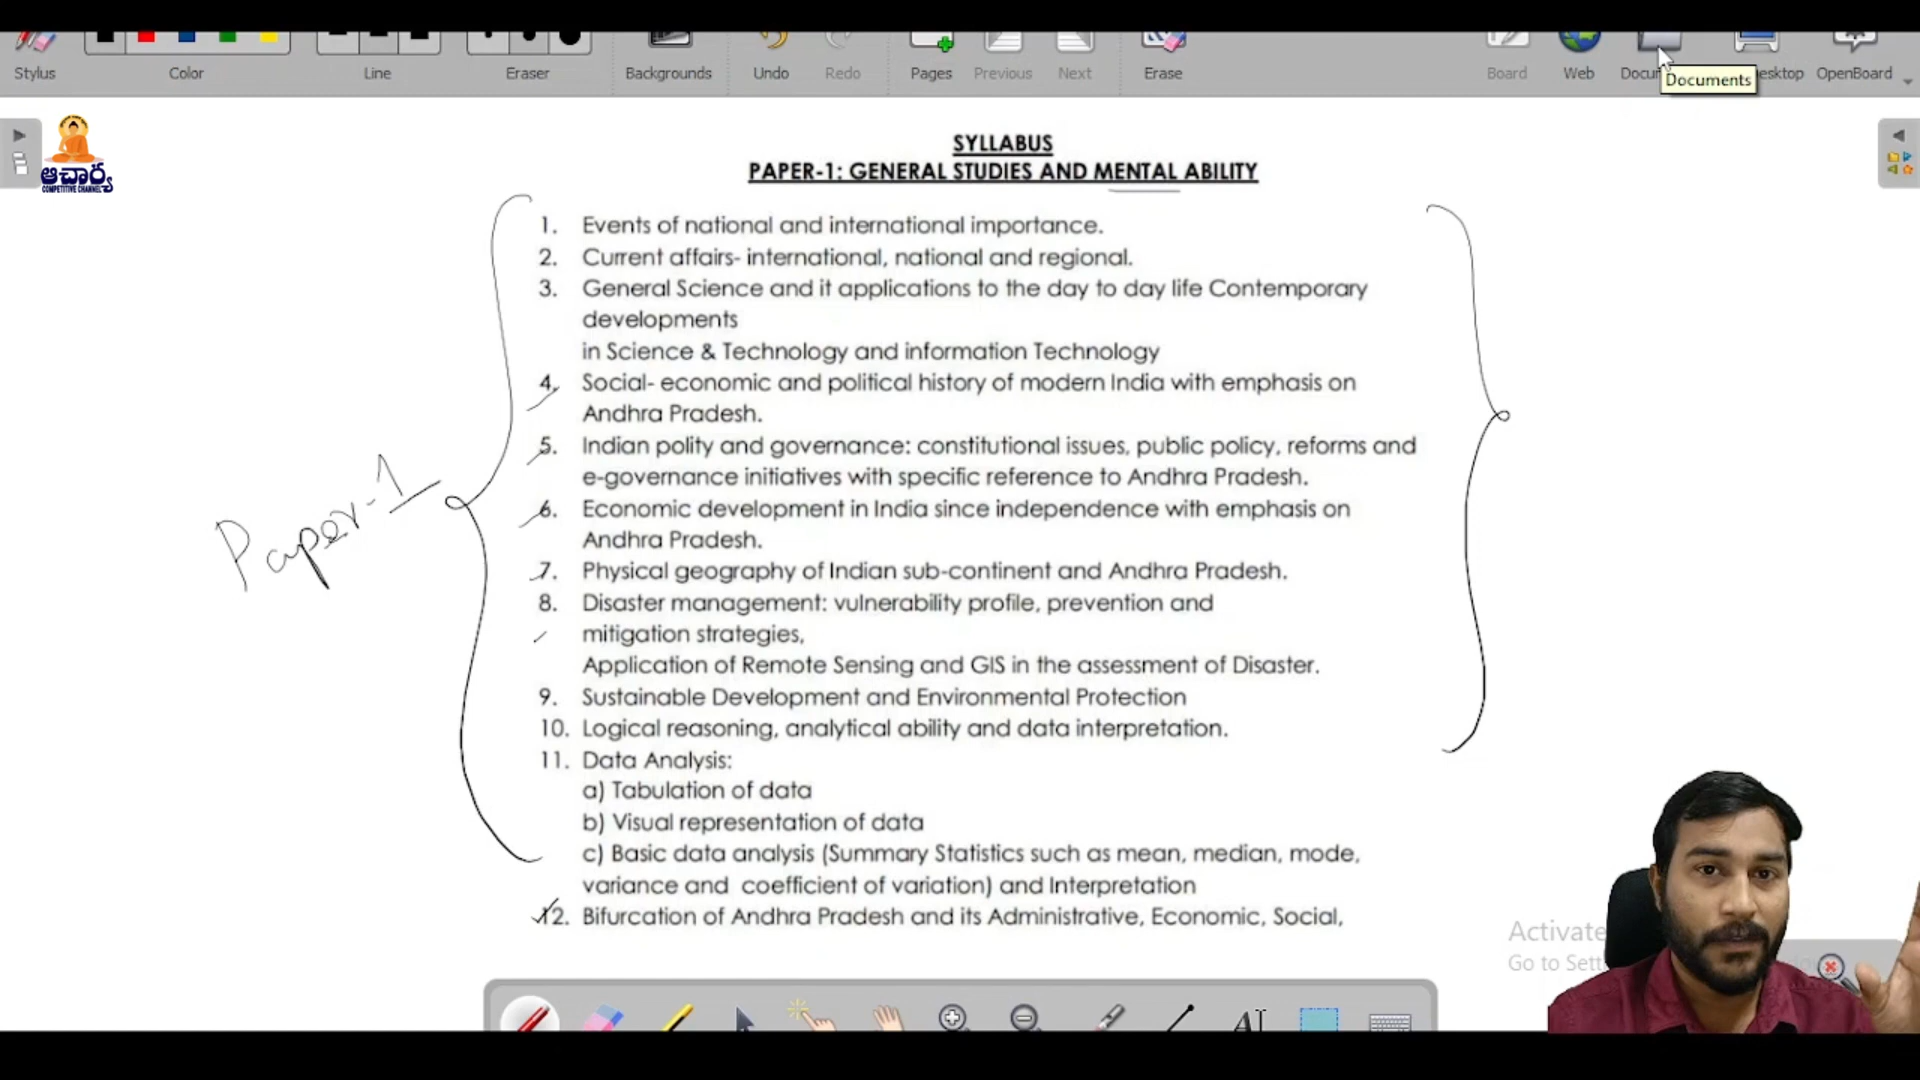 Stylus
Color
Line
Eraser
Backgrounds
Undo
Redo
Pages
Previous
Next
Erase
Board
Web
Documents
OpenBoard
ఆచార్య
COMPETITIVE CHANNEL
SYLLABUS
PAPER-1: GENERAL STUDIES AND MENTAL ABILITY
1. Events of national and international importance.
2. Current affairs- international, national and regional.
3. General Science and it applications to the day to day life Contemporary
developments
in Science & Technology and information Technology
4. Social- economic and political history of modern India with emphasis on
Andhra Pradesh.
5. Indian polity and governance: constitutional issues, public policy, reforms and
e-governance initiatives with specific reference to Andhra Pradesh.
6. Economic development in India since independence with emphasis on
Andhra Pradesh.
7. Physical geography of Indian sub-continent and Andhra Pradesh.
8. Disaster management: vulnerability profile, prevention and
mitigation strategies,
Application of Remote Sensing and GIS in the assessment of Disaster.
9. Sustainable Development and Environmental Protection
10. Logical reasoning, analytical ability and data interpretation.
11. Data Analysis:
a) Tabulation of data
b) Visual representation of data
c) Basic data analysis (Summary Statistics such as mean, median, mode,
variance and coefficient of variation) and Interpretation
12. Bifurcation of Andhra Pradesh and its Administrative, Economic, Social,
Paper-1
Activate
Go to